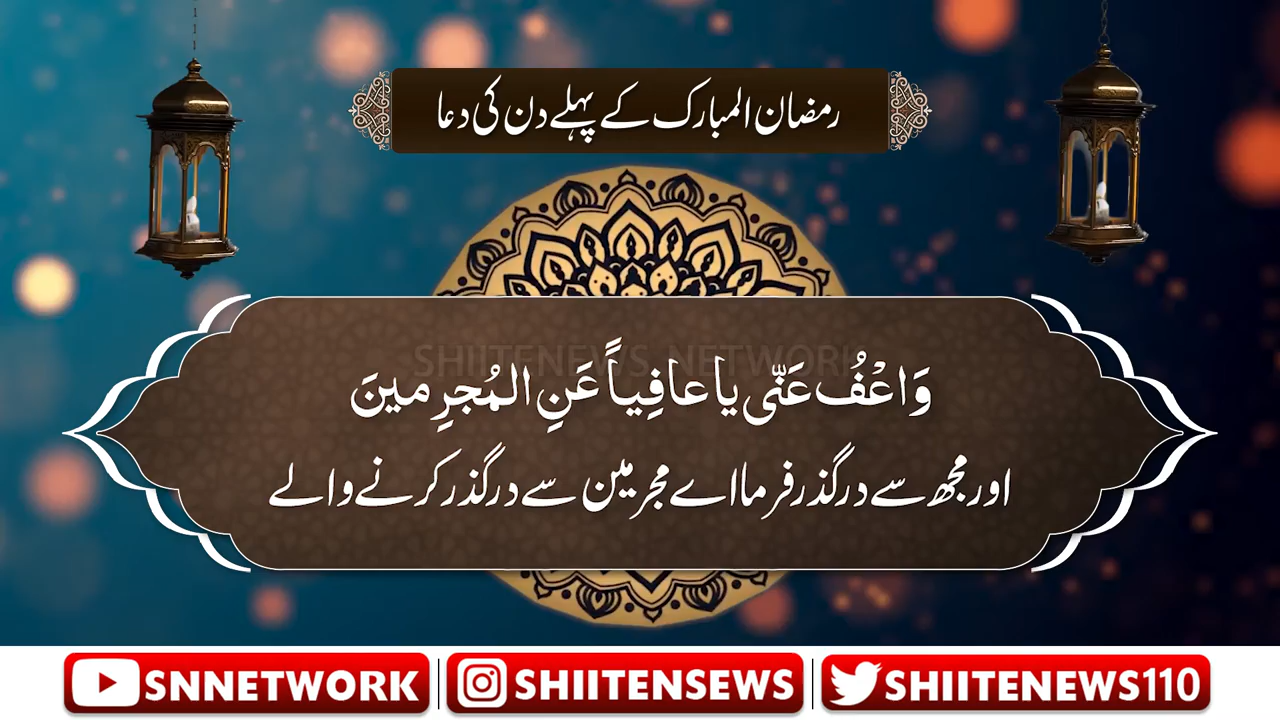 رمضان المبارک کے پہلے دن کی دعا
SHIITENEWS NETWORK
وَاعْفُ عَنّی یا عافِیاً عَنِ المُجرِمینَ
اور مجھ سے درگذر فرما اے مجرمین سے درگذر کرنے والے
SNNETWORK
SHIITENSEWS
SHIITENEWS110